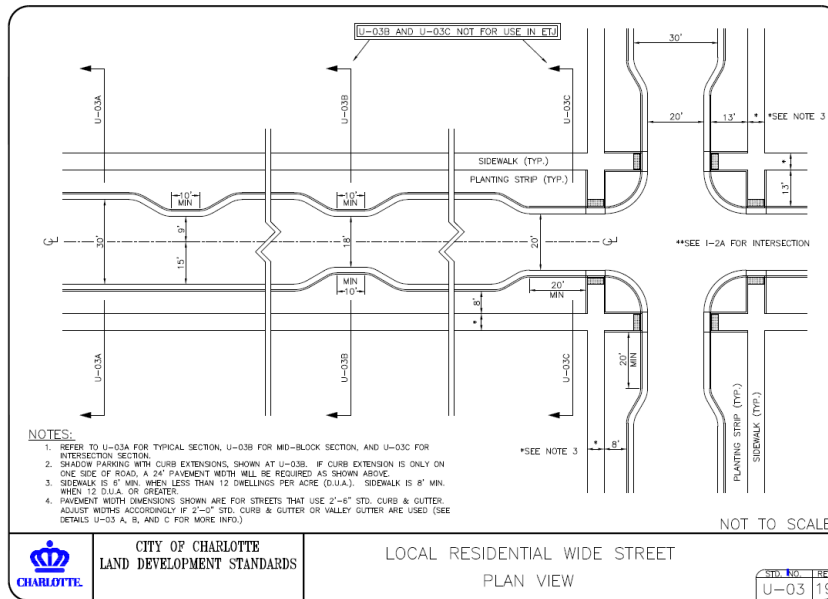 U-03B AND U-03C NOT FOR USE IN ETJ
30'
U-03A
U-03B
U-03C
20'
13'
*
*SEE NOTE 3
SIDEWALK (TYP.)
PLANTING STRIP (TYP.)
*
13'
10'
MIN
10'
MIN
℄
30'
9'
15'
18'
20'
℄
**SEE I-2A FOR INTERSECTION
MIN
10'
20'
MIN
8'
*
20'
MIN
U-03A
U-03B
U-03C
*SEE NOTE 3
*
8'
PLANTING STRIP (TYP.)
SIDEWALK (TYP.)
NOTES:
1. REFER TO U-03A FOR TYPICAL SECTION, U-03B FOR MID-BLOCK SECTION, AND U-03C FOR
INTERSECTION SECTION.
2. SHADOW PARKING WITH CURB EXTENSIONS, SHOWN AT U-03B. IF CURB EXTENSION IS ONLY ON
ONE SIDE OF ROAD, A 24' PAVEMENT WIDTH WILL BE REQUIRED AS SHOWN ABOVE.
3. SIDEWALK IS 6' MIN. WHEN LESS THAN 12 DWELLINGS PER ACRE (D.U.A.). SIDEWALK IS 8' MIN.
WHEN 12 D.U.A. OR GREATER.
4. PAVEMENT WIDTH DIMENSIONS SHOWN ARE FOR STREETS THAT USE 2'-6" STD. CURB & GUTTER.
ADJUST WIDTHS ACCORDINGLY IF 2'-0" STD. CURB & GUTTER OR VALLEY GUTTER ARE USED (SEE
DETAILS U-03 A, B, AND C FOR MORE INFO.)
NOT TO SCALE
CHARLOTTE.
CITY OF CHARLOTTE
LAND DEVELOPMENT STANDARDS
LOCAL RESIDENTIAL WIDE STREET
PLAN VIEW
STD. NO.
U-03
RE
19